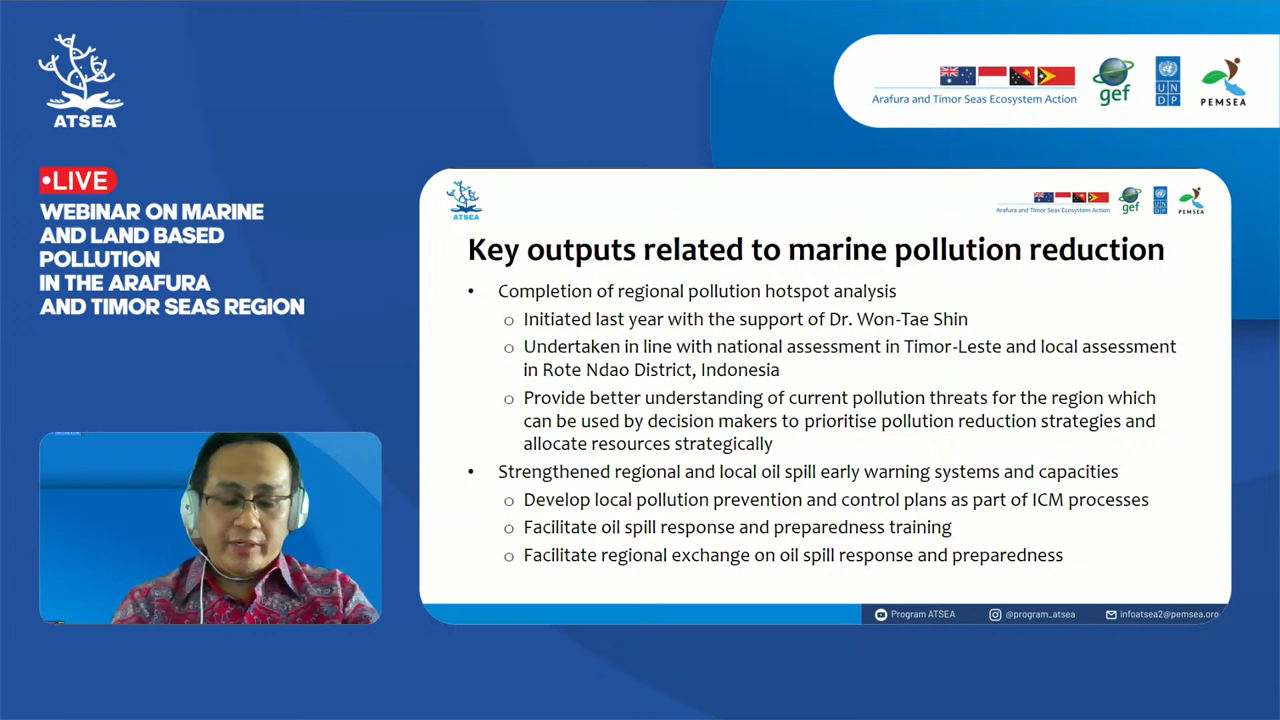 ATSEA
Arafura and Timor Seas Ecosystem Action
gef
UN
DP
PEMSEA
•LIVE
WEBINAR ON MARINE
AND LAND BASED
POLLUTION
IN THE ARAFURA
AND TIMOR SEAS REGION
ATSEA
Arafura and Timor Seas Ecosystem Action
gef
UN
DP
PEMSEA
Key outputs related to marine pollution reduction
• Completion of regional pollution hotspot analysis
o Initiated last year with the support of Dr. Won-Tae Shin
o Undertaken in line with national assessment in Timor-Leste and local assessment
in Rote Ndao District, Indonesia
o Provide better understanding of current pollution threats for the region which
can be used by decision makers to prioritise pollution reduction strategies and
allocate resources strategically
• Strengthened regional and local oil spill early warning systems and capacities
o Develop local pollution prevention and control plans as part of ICM processes
o Facilitate oil spill response and preparedness training
o Facilitate regional exchange on oil spill response and preparedness
Program ATSEA
@program_atsea
infoatsea2@pemsea.org